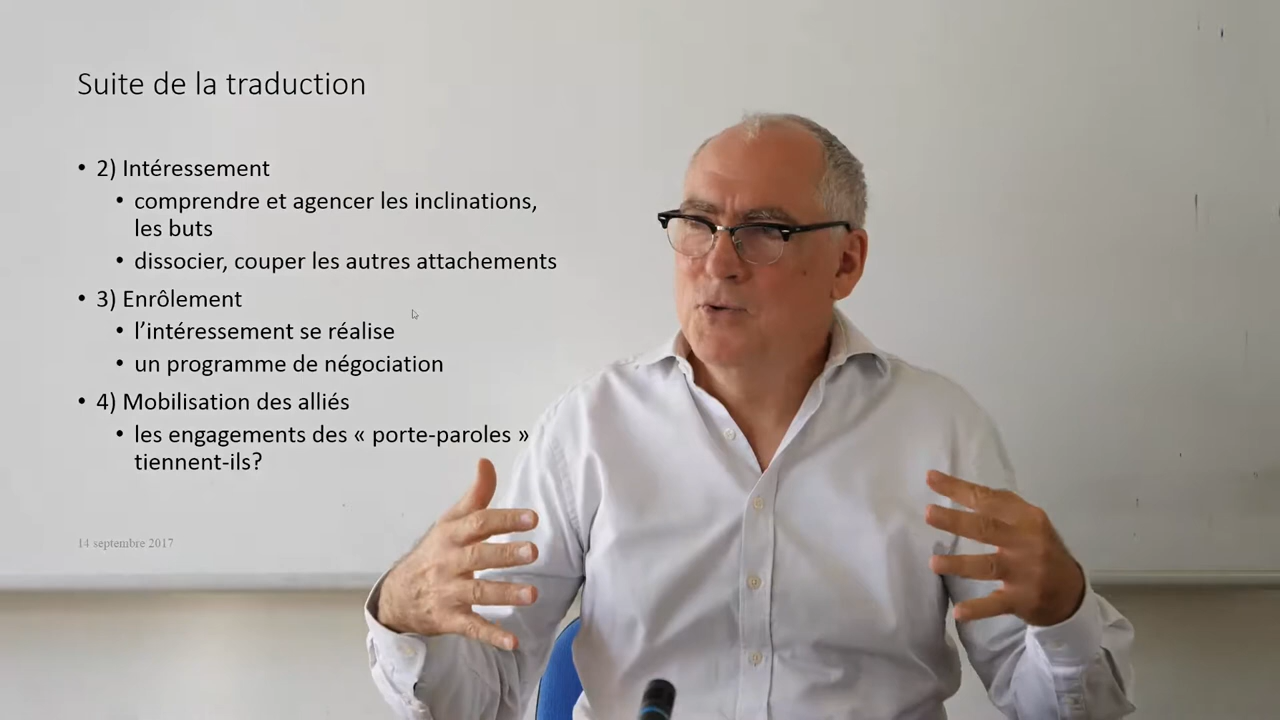 Suite de la traduction
• 2) Intéressement
• comprendre et agencer les inclinations,
les buts
• dissocier, couper les autres attachements
• 3) Enrôlement
• l’intéressement se réalise
• un programme de négociation
• 4) Mobilisation des alliés
• les engagements des « porte-paroles »
tiennent-ils?
14 septembre 2017